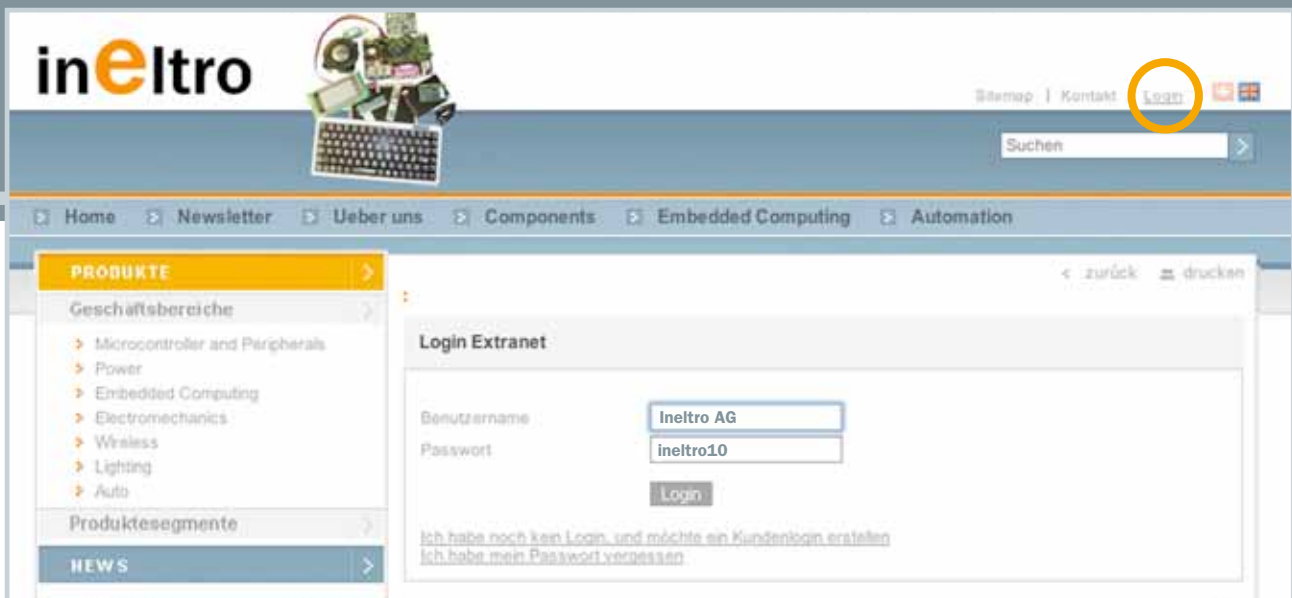 ineltro
Sitemap | Kontakt Login
Suchen
Home Newsletter Ueber uns Components Embedded Computing Automation
PRODUKTE
Geschäftsbereiche
Microcontroller and Peripherals
Power
Embedded Computing
Electromechanics
Wireless
Lighting
Auto
Produktesegmente
NEWS
< zurück drucken
:
Login Extranet
Benutzername Ineltro AG
Passwort ineltro10
Login
Ich habe noch kein Login, und möchte ein Kundenlogin erstellen
Ich habe mein Passwort vergessen